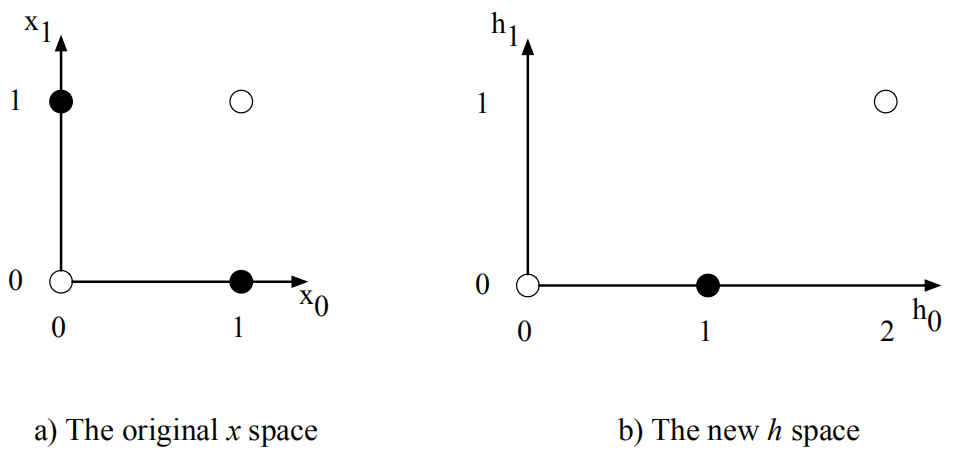 x1
1
0
x0
0
1
a) The original x space
h1
1
0
h0
0
1
2
b) The new h space